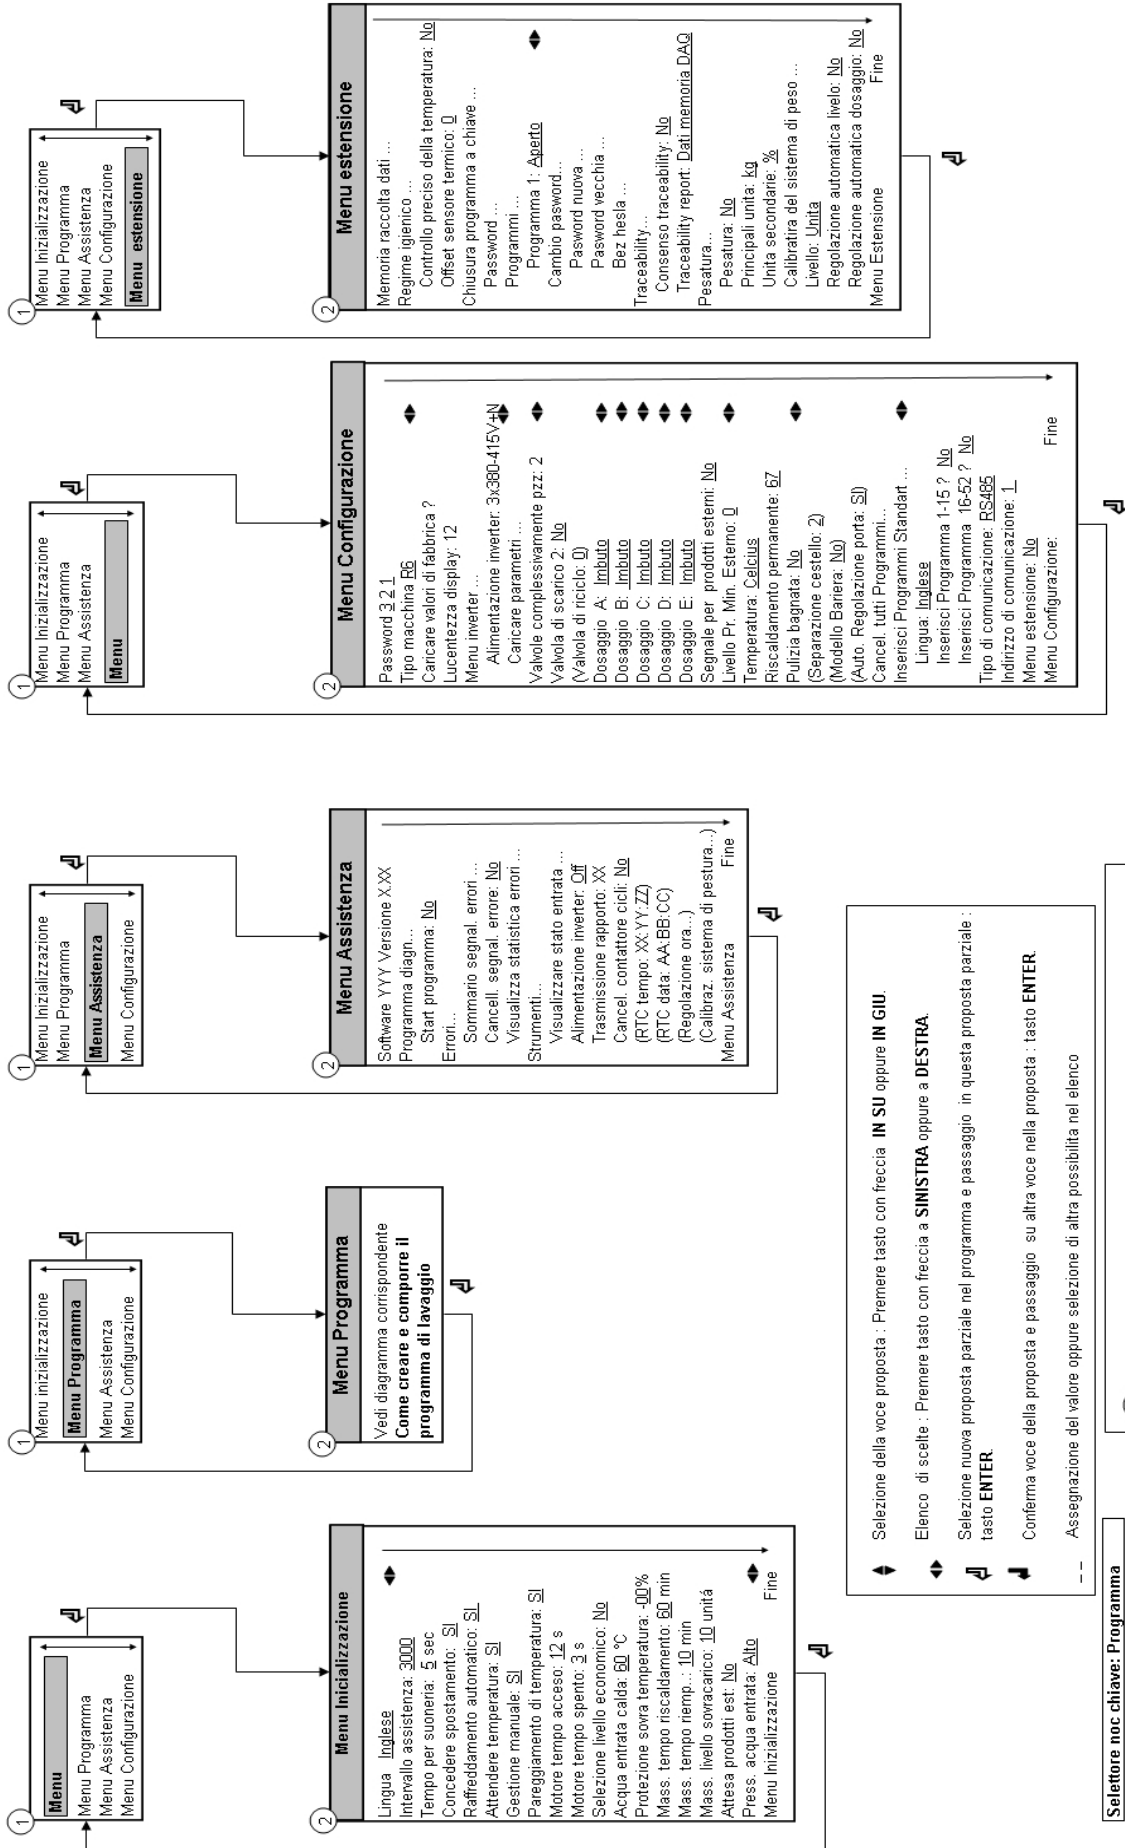 1
Menu
Menu Programma
Menu Assistenza
Menu Configurazione
2
Menu Inicializzazione
Lingua Inglese
Intervallo assistenza: 3000
Tempo per suoneria: 5 sec
Concedere spostamento: SI
Raffreddamento automatico: SI
Attendere temperatura: SI
Gestione manuale: SI
Pareggiamento di temperatura: SI
Motore tempo acceso: 12 s
Motore tempo spento: 3 s
Selezione livello economico: No
Acqua entrata calda: 60 °C
Protezione sovra temperatura: -00%
Mass. tempo riscaldamento: 60 min
Mass. tempo riemp..: 10 min
Mass. livello sovracarico: 10 unitá
Attesa prodotti est: No
Press. acqua entrata: Alto
Menu Inizializzazione Fine
1
Menu inizializzazione
Menu Programma
Menu Assistenza
Menu Configurazione
2
Menu Programma
Vedi diagramma corrispondente
Come creare e comporre il
programma di lavaggio
1
Menu Inizializzazione
Menu Programma
Menu Assistenza
Menu Configurazione
2
Menu Assistenza
Software YYY Versione X.XX
Programma diagn...
Start programma: No
Errori...
Sommario segnal. errori ...
Cancell. segnal. errore: No
Visualizza statistica errori ...
Strumenti...
Visualizzare stato entrata ...
Alimentazione inverter: Off
Trasmissione rapporto: XX
Cancel. contattore cicli: No
(RTC tempo: XX:YY:ZZ)
(RTC data: AA:BB:CC)
(Regolazione ora...)
(Calibraz. sistema di pestura...)
Menu Assistenza Fine
1
Menu Inizializzazione
Menu Programma
Menu Assistenza
Menu
2
Menu Configurazione
Password 3 2 1
Tipo macchina R6
Caricare valori di fabbrica ?
Lucentezza display: 12
Menu inverter ...
Alimentazione inverter: 3x380-415V+N
Caricare parametri ...
Valvole complessivamente pzz: 2
Valvola di scarico 2: No
(Valvola di riciclo: 0)
Dosaggio A: Imbuto
Dosaggio B: Imbuto
Dosaggio C: Imbuto
Dosaggio D: Imbuto
Dosaggio E: Imbuto
Segnale per prodotti esterni: No
Livello Pr. Min. Esterno: 0
Temperatura: Celcius
Riscaldamento permanente: 67
Pulizia bagnata: No
(Separazione cestello: 2)
(Modello Bariera: No)
(Auto. Regolazione porta: SI)
Cancel. tutti Programmi...
Inserisci Programmi Standart ...
Lingua: Inglese
Inserisci Programma 1-15 ? No
Inserisci Programma 16-52 ? No
Tipo di comunicazione: RS485
Indirizzo di comunicazione: 1
Menu estensione: No
Menu Configurazione: Fine
1
Menu Inizializzazione
Menu Programma
Menu Assistenza
Menu Configurazione
Menu estensione
2
Menu estensione
Memoria raccolta dati ...
Regime igienico ...
Controllo preciso della temperatura: No
Offset sensore termico: 0
Chiusura programma a chiave ...
Password ...
Programmi ...
Programma 1: Aperto
Cambio password...
Pasword nuova ...
Pasword vecchia ...
Bez hesla ...
Traceability...
Consenso traceability: No
Traceability report: Dati memoria DAQ
Pesatura...
Pesatura: No
Principali unita: kg
Unita secondarie: %
Calibratira del sistema di peso ...
Livello: Unita
Regolazione automatica livelo: No
Regolazione automatica dosaggio: No
Menu Estensione Fine
Selezione della voce proposta : Premere tasto con freccia IN SU oppure IN GIU.
Elenco di scelte : Premere tasto con freccia a SINISTRA oppure a DESTRA.
Selezione nuova proposta parziale nel programma e passaggio in questa proposta parziale :
tasto ENTER.
Conferma voce della proposta e passaggio su altra voce nella proposta : tasto ENTER.
_ _ Assegnazione del valore oppure selezione di altra possibilita nel elenco
Selettore noc chiave: Programma